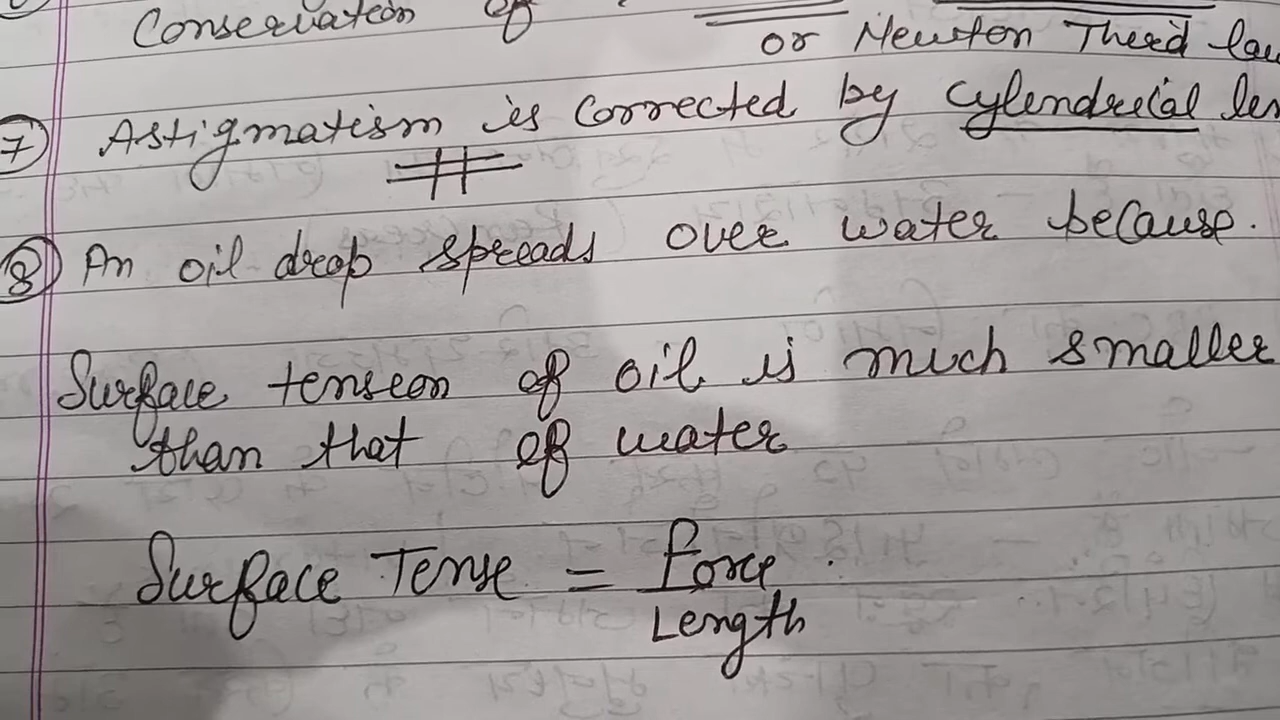 Conservation of
or Newton Third law
7 Astigmatism is corrected by cylendrical len
8 An oil drop spreads over water because.
Surface tension of oil is much smaller
than that of water
Surface Tense = Force
Length